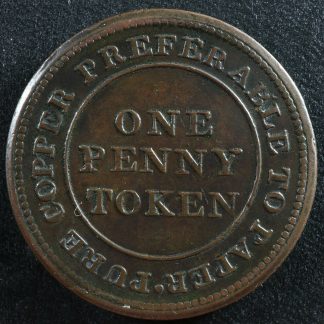 PURE COPPER PREFERABLE TO PAPER.
ONE
PENNY
TOKEN